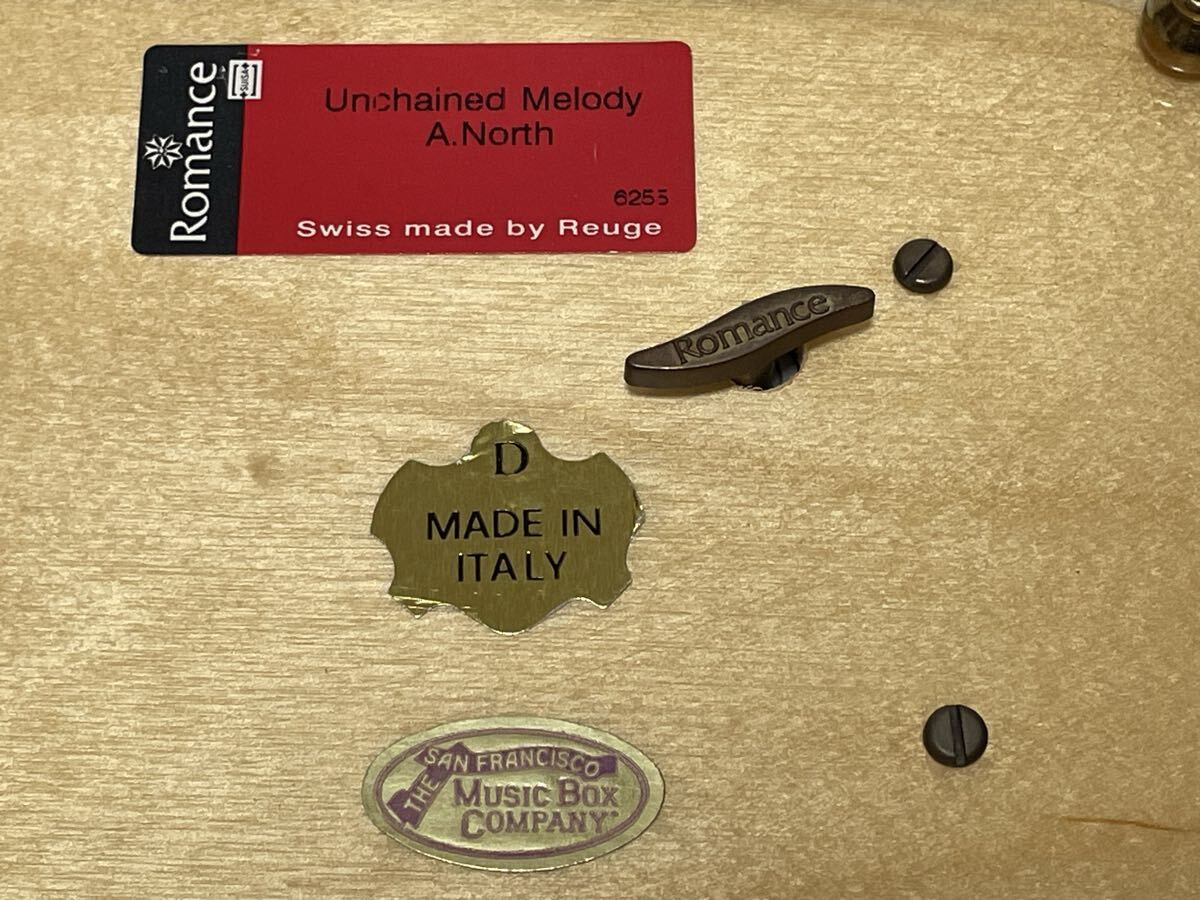 Romance
SUISA
Unchained Melody
A.North
6255
Swiss made by Reuge
Romance
D
MADE IN
ITALY
THE SAN FRANCISCO
MUSIC BOX
COMPANY